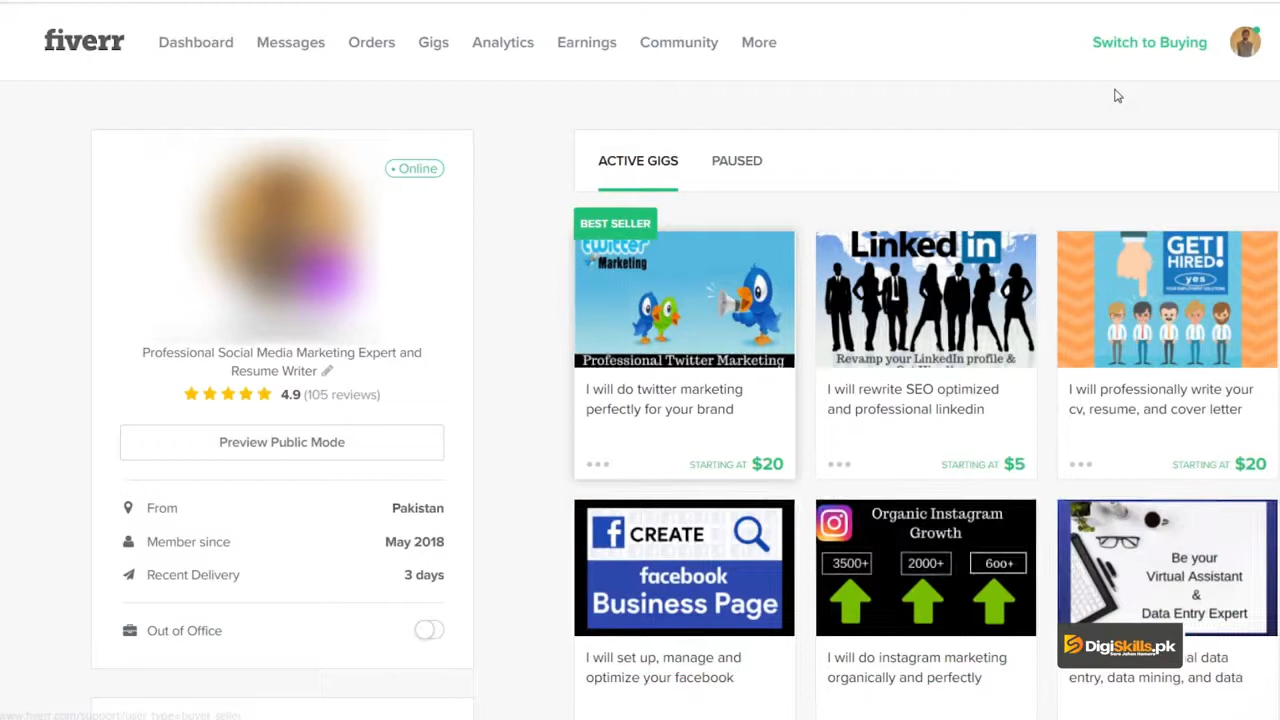 fiverr
Dashboard Messages Orders Gigs Analytics Earnings Community More
Switch to Buying
• Online
Professional Social Media Marketing Expert and
Resume Writer
4.9 (105 reviews)
Preview Public Mode
From Pakistan
Member since May 2018
Recent Delivery 3 days
Out of Office
ACTIVE GIGS PAUSED
BEST SELLER
twitter
Marketing
Professional Twitter Marketing
I will do twitter marketing
perfectly for your brand
STARTING AT $20
Linked in
Revamp your LinkedIn profile &
I will rewrite SEO optimized
and professional linkedin
STARTING AT $5
GET
HIRED!
yes
I will professionally write your
cv, resume, and cover letter
STARTING AT $20
f CREATE
facebook
Business Page
I will set up, manage and
optimize your facebook
Organic Instagram
Growth
3500+ 2000+ 600+
I will do instagram marketing
organically and perfectly
Be your
Virtual Assistant
&
Data Entry Expert
DigiSkills.pk
al data
entry, data mining, and data
www.fiverr.com/support/user_type=buyer_seller